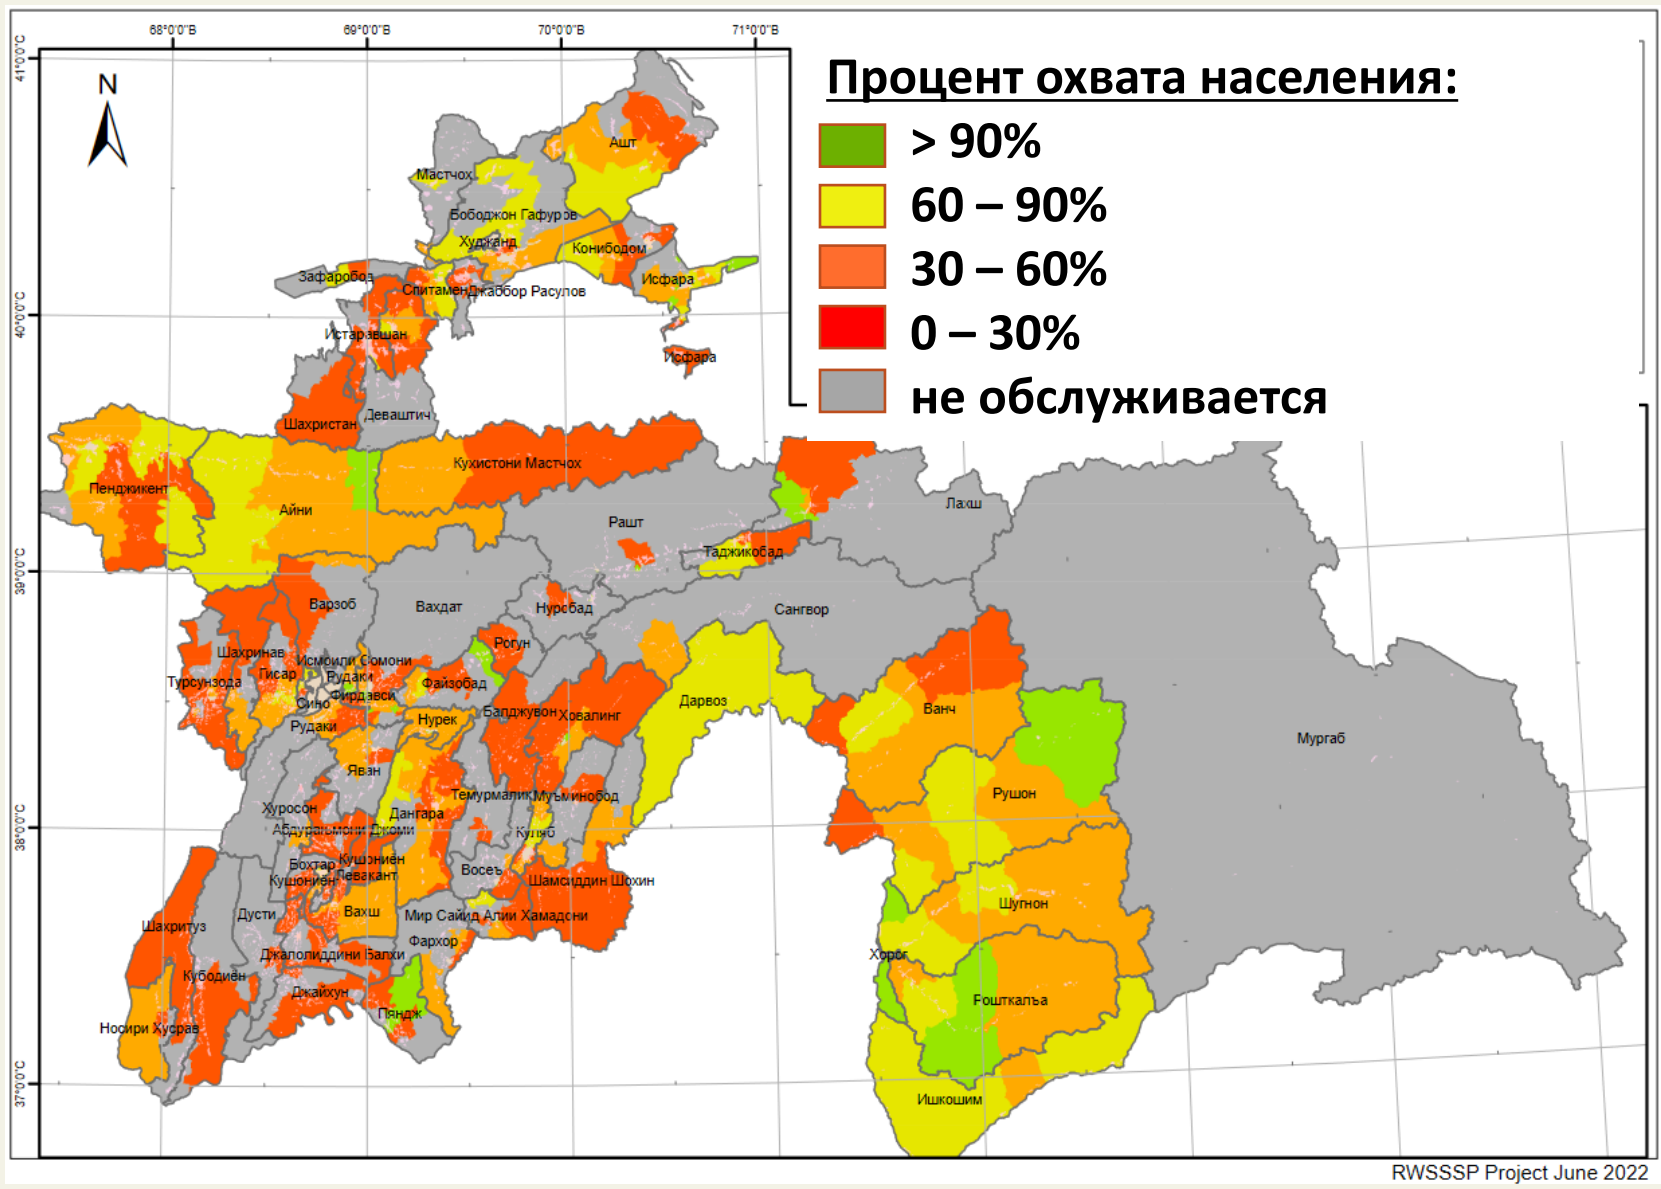 68°0'0"В
69°0'0"В
70°0'0"В
71°0'0"В
41°0'0"С
40°0'0"С
39°0'0"С
38°0'0"С
37°0'0"С
N
Процент охвата населения:
> 90%
60 – 90%
30 – 60%
0 – 30%
не обслуживается
Ашт
Мастчох
Бободжон Гафуров
Худжанд
Конибодом
Зафаробод
Спитамен
Джаббор Расулов
Исфара
Истаравшан
Исфара
Шахристан
Деваштич
Кухистони Мастчох
Пенджикент
Айни
Рашт
Лахш
Таджикобад
Варзоб
Вахдат
Нуробад
Сангвор
Рогун
Шахринав
Исмоили Сомони
Гисар
Рудаки
Турсунзода
Файзобад
Фирдавси
Сино
Дарвоз
Балджувон
Ховалинг
Ванч
Рудаки
Нурек
Мургаб
Яван
Темурмалик
Муъминобод
Рушон
Хуросон
Дангара
Абдурахмони Джоми
Куляб
Бохтар
Кушониён
Восеъ
Кушониён
Левакант
Шамсиддин Шохин
Шугнон
Дусти
Вахш
Мир Сайид Алии Хамадони
Шахритуз
Фархор
Джалолиддини Балхи
Хорог
Кубодиён
Джайхун
Рошткалъа
Пяндж
Носири Хусрав
Ишкошим
RWSSSP Project June 2022